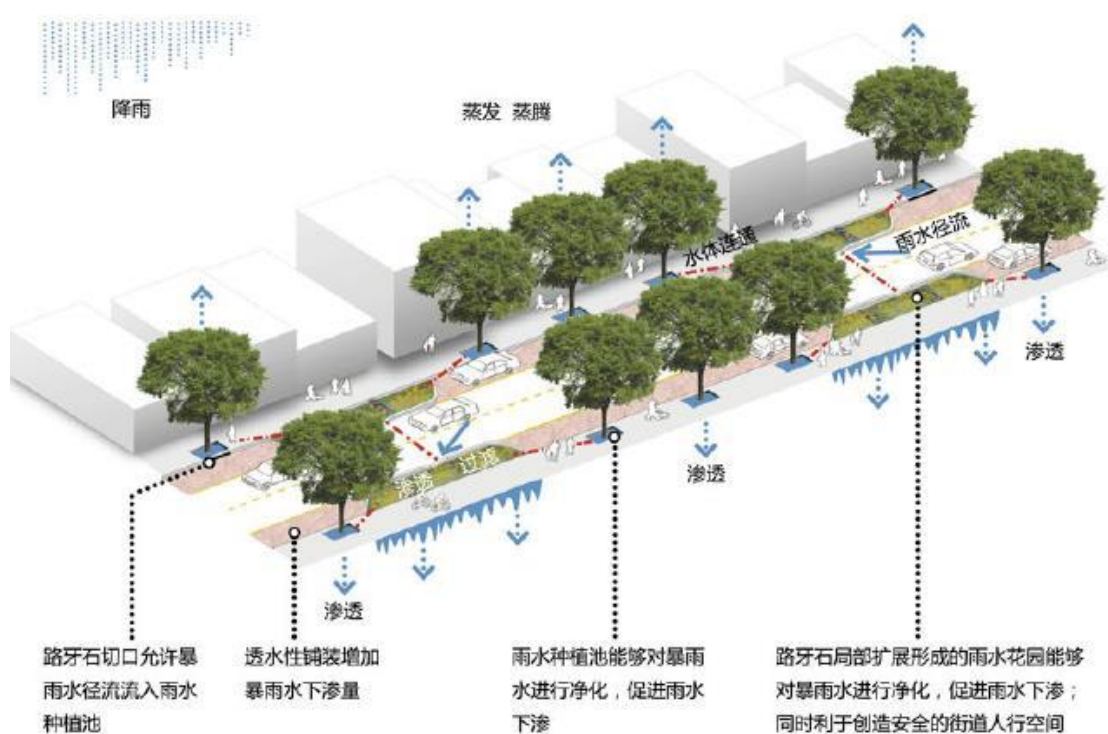 降雨
蒸发 蒸腾
水体连通
雨水径流
渗透
过滤
渗透
渗透
渗透
路牙石切口允许暴
雨水径流流入雨水
种植池
透水性铺装增加
暴雨水下渗量
雨水种植池能够对暴雨
水进行净化，促进雨水
下渗
路牙石局部扩展形成的雨水花园能够
对暴雨水进行净化，促进雨水下渗；
同时利于创造安全的街道人行空间